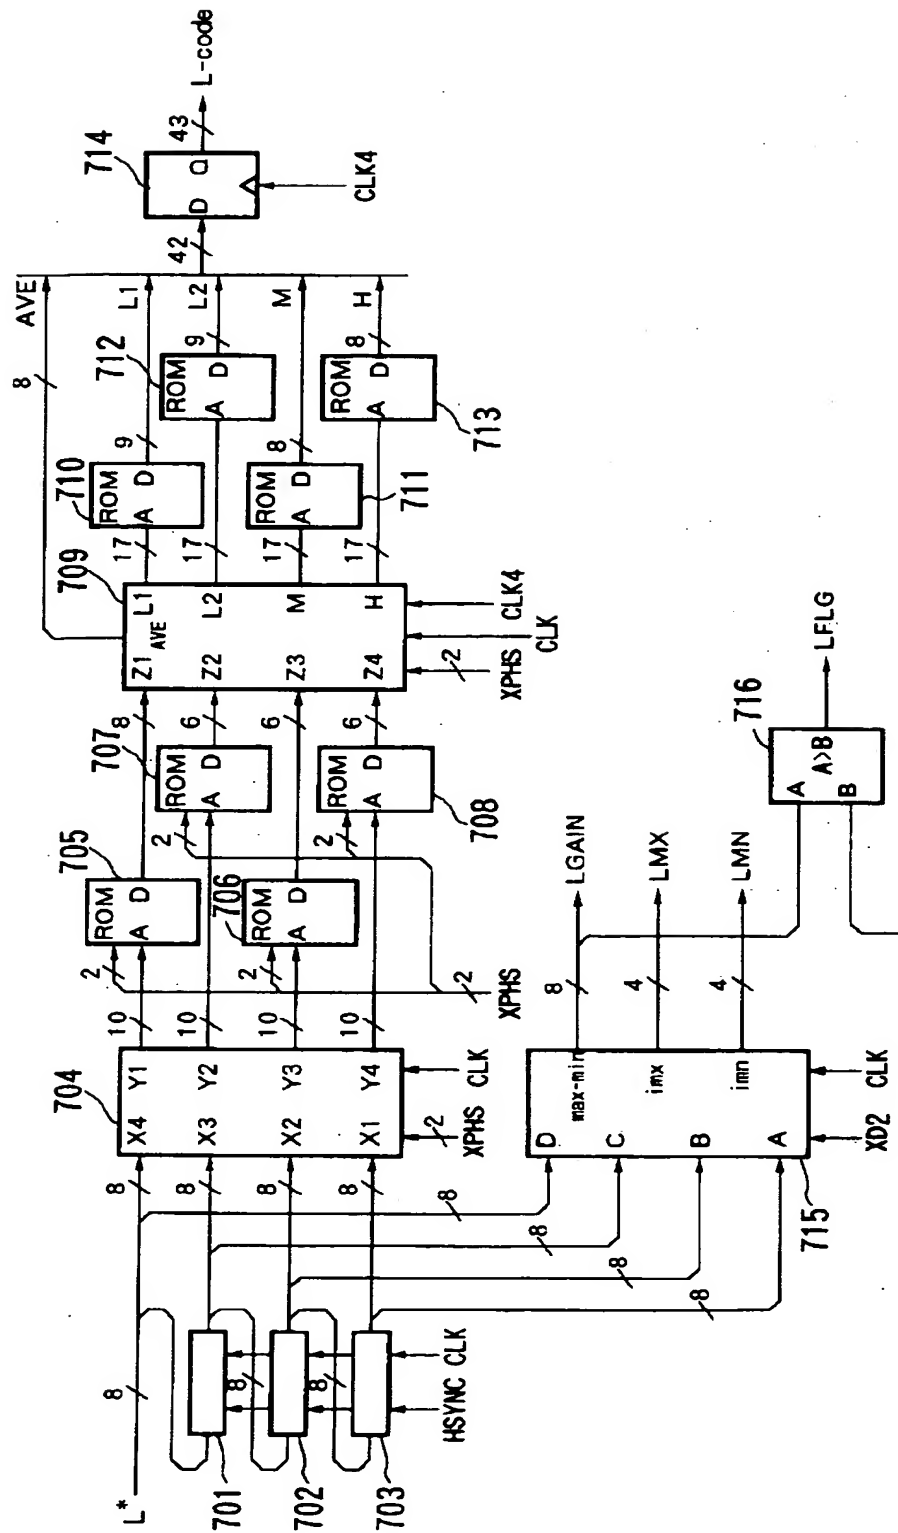 L*
8
701
702
703
8
8
8
HSYNC
CLK
8
8
8
8
8
8
8
8
704
X4 Y1
X3 Y2
X2 Y3
X1 Y4
XPHS
2
CLK
10
10
10
10
2
2
2
2
XPHS
2
705
ROM
A D
706
ROM
A D
707
ROM
A D
708
ROM
A D
8
6
6
6
709
Z1 AVE L1
Z2 L2
Z3 M
Z4 H
XPHS
2
CLK
CLK4
17
17
17
17
710
ROM
A D
711
ROM
A D
712
ROM
A D
713
ROM
A D
9
9
8
8
8
AVE
L1
L2
M
H
42
714
D Q
CLK4
43
L-code
715
D max-min
C imx
B imn
A
XD2
CLK
8
4
4
LGAIN
LMX
LMN
716
A
A>B
B
LFLG